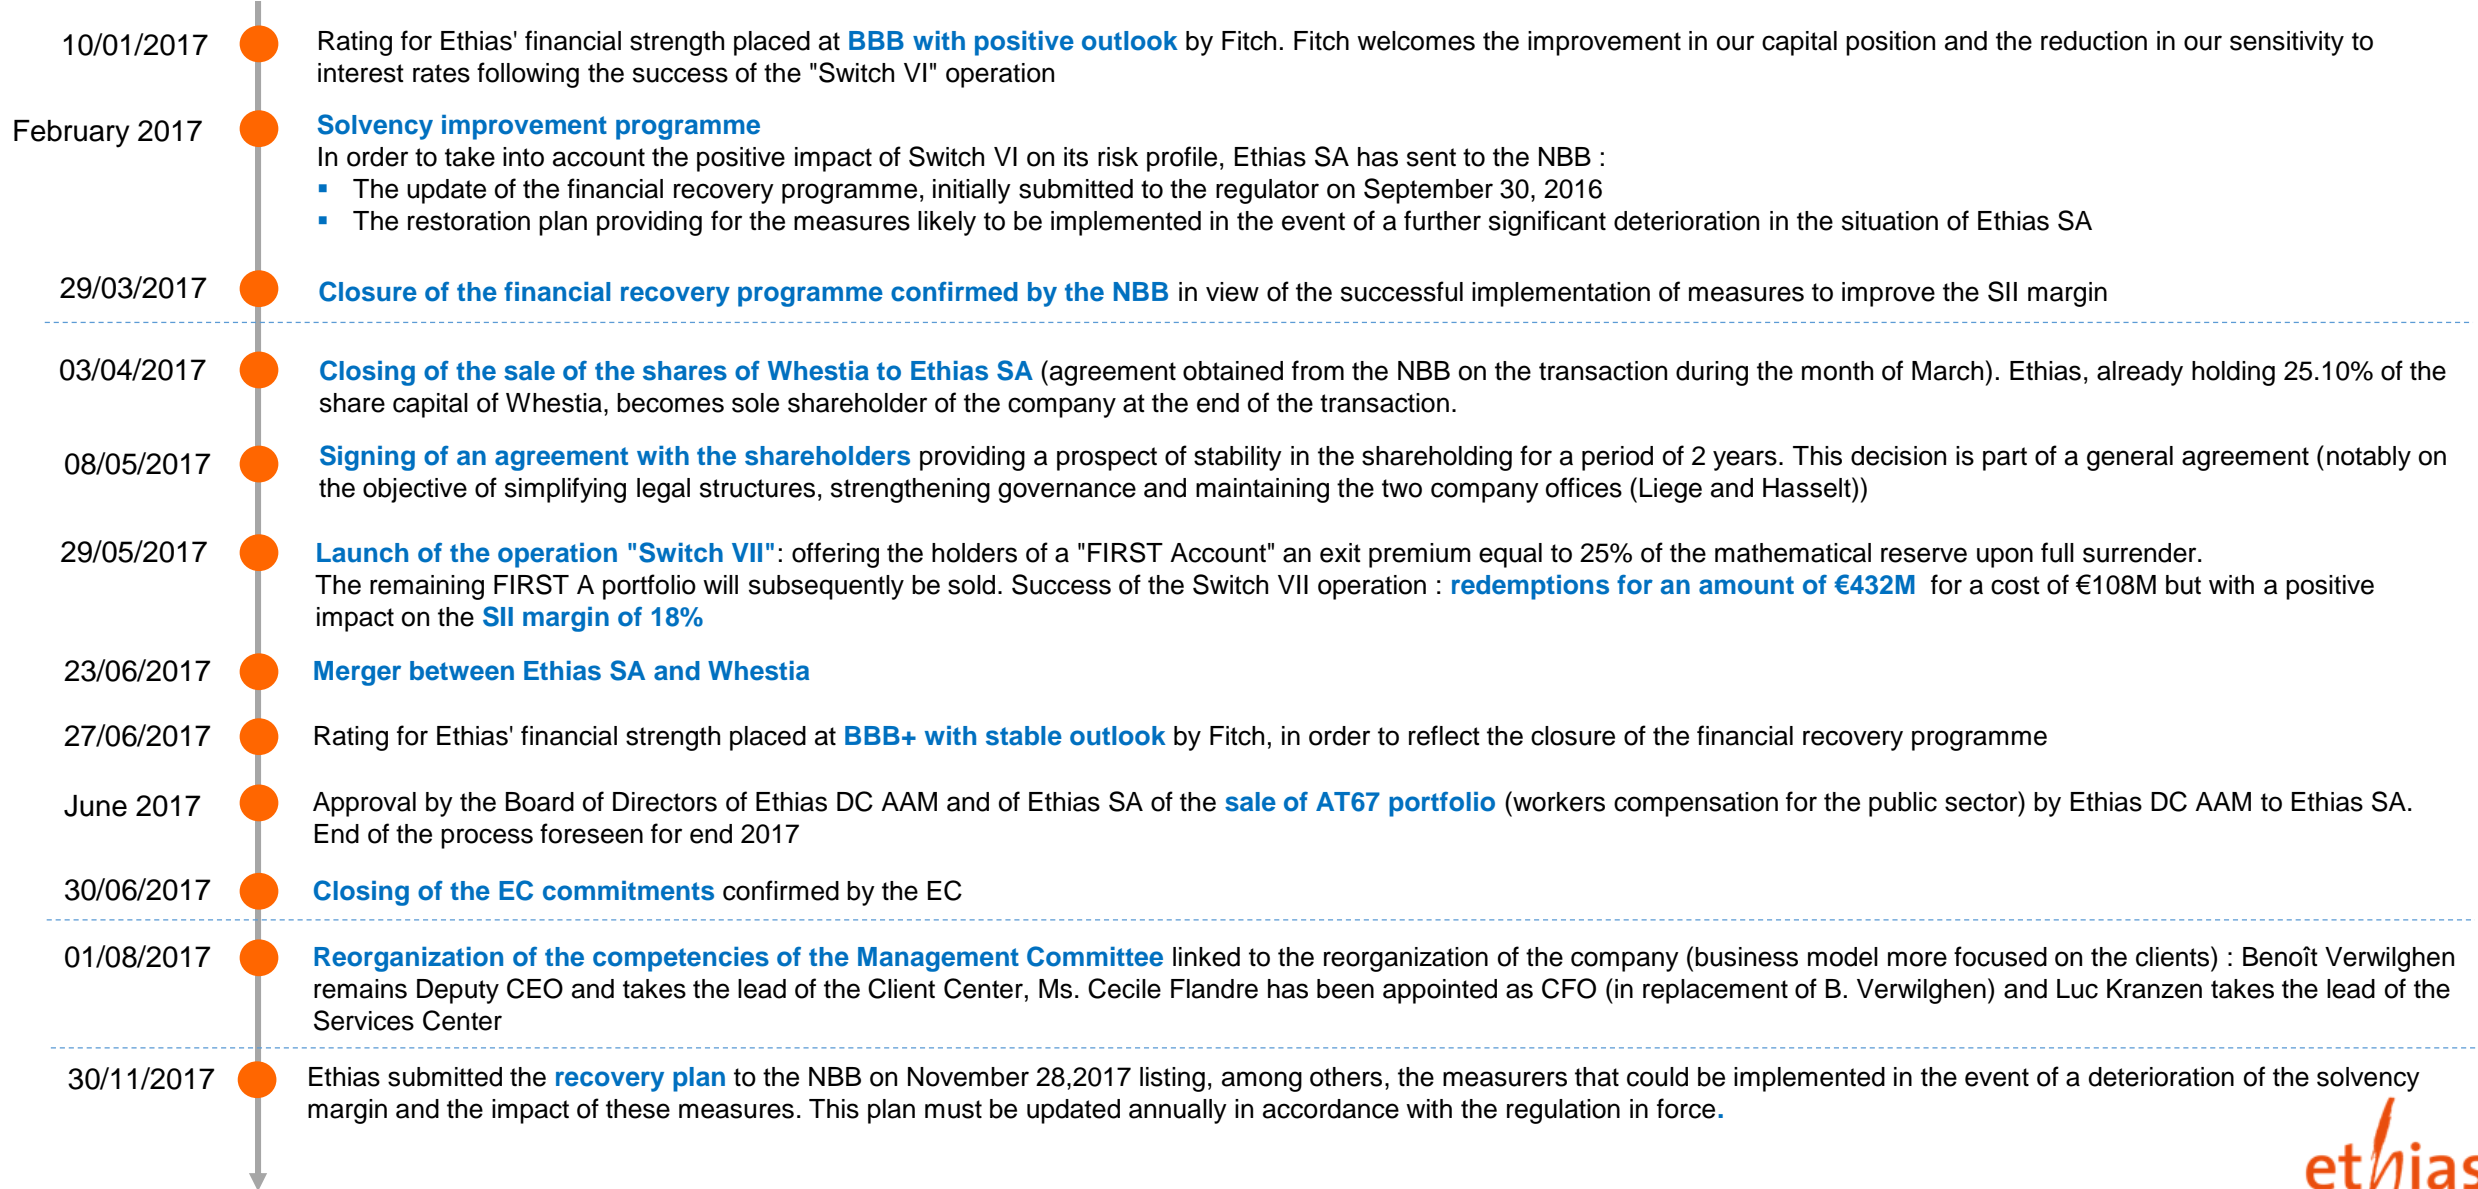 10/01/2017
Rating for Ethias' financial strength placed at BBB with positive outlook by Fitch. Fitch welcomes the improvement in our capital position and the reduction in our sensitivity to
interest rates following the success of the "Switch VI" operation
February 2017
Solvency improvement programme
In order to take into account the positive impact of Switch VI on its risk profile, Ethias SA has sent to the NBB :
▪ The update of the financial recovery programme, initially submitted to the regulator on September 30, 2016
▪ The restoration plan providing for the measures likely to be implemented in the event of a further significant deterioration in the situation of Ethias SA
29/03/2017
Closure of the financial recovery programme confirmed by the NBB in view of the successful implementation of measures to improve the SII margin
03/04/2017
Closing of the sale of the shares of Whestia to Ethias SA (agreement obtained from the NBB on the transaction during the month of March). Ethias, already holding 25.10% of the
share capital of Whestia, becomes sole shareholder of the company at the end of the transaction.
08/05/2017
Signing of an agreement with the shareholders providing a prospect of stability in the shareholding for a period of 2 years. This decision is part of a general agreement (notably on
the objective of simplifying legal structures, strengthening governance and maintaining the two company offices (Liege and Hasselt))
29/05/2017
Launch of the operation "Switch VII": offering the holders of a "FIRST Account" an exit premium equal to 25% of the mathematical reserve upon full surrender.
The remaining FIRST A portfolio will subsequently be sold. Success of the Switch VII operation : redemptions for an amount of €432M for a cost of €108M but with a positive
impact on the SII margin of 18%
23/06/2017
Merger between Ethias SA and Whestia
27/06/2017
Rating for Ethias' financial strength placed at BBB+ with stable outlook by Fitch, in order to reflect the closure of the financial recovery programme
June 2017
Approval by the Board of Directors of Ethias DC AAM and of Ethias SA of the sale of AT67 portfolio (workers compensation for the public sector) by Ethias DC AAM to Ethias SA.
End of the process foreseen for end 2017
30/06/2017
Closing of the EC commitments confirmed by the EC
01/08/2017
Reorganization of the competencies of the Management Committee linked to the reorganization of the company (business model more focused on the clients) : Benoît Verwilghen
remains Deputy CEO and takes the lead of the Client Center, Ms. Cecile Flandre has been appointed as CFO (in replacement of B. Verwilghen) and Luc Kranzen takes the lead of the
Services Center
30/11/2017
Ethias submitted the recovery plan to the NBB on November 28,2017 listing, among others, the measurers that could be implemented in the event of a deterioration of the solvency
margin and the impact of these measures. This plan must be updated annually in accordance with the regulation in force.
ethias